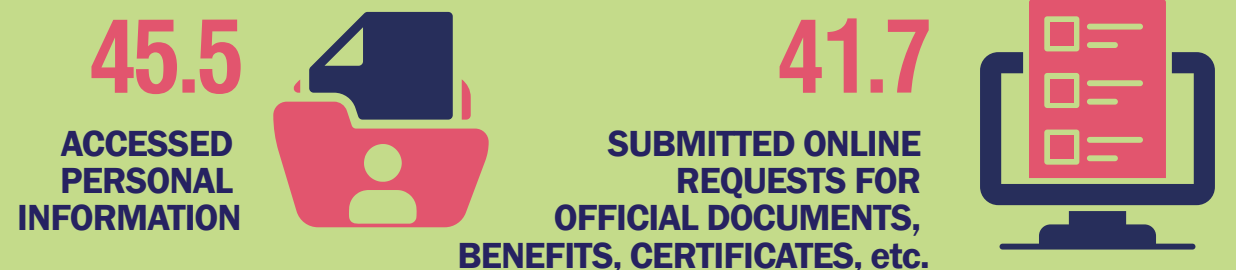 45.5
ACCESSED
PERSONAL
INFORMATION
41.7
SUBMITTED ONLINE
REQUESTS FOR
OFFICIAL DOCUMENTS,
BENEFITS, CERTIFICATES, etc.